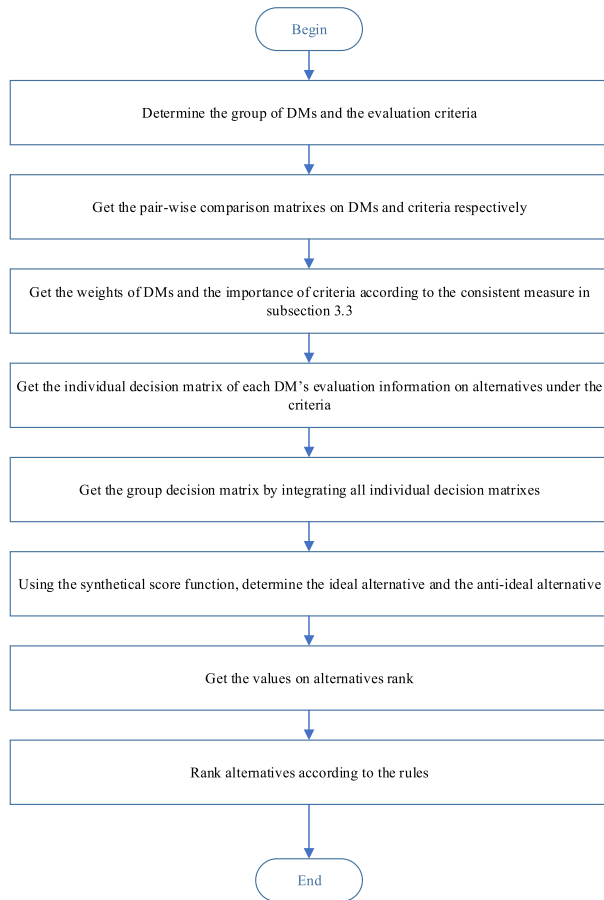 Begin
Determine the group of DMs and the evaluation criteria
Get the pair-wise comparison matrixes on DMs and criteria respectively
Get the weights of DMs and the importance of criteria according to the consistent measure in
subsection 3.3
Get the individual decision matrix of each DM’s evaluation information on alternatives under the
criteria
Get the group decision matrix by integrating all individual decision matrixes
Using the synthetical score function, determine the ideal alternative and the anti-ideal alternative
Get the values on alternatives rank
Rank alternatives according to the rules
End